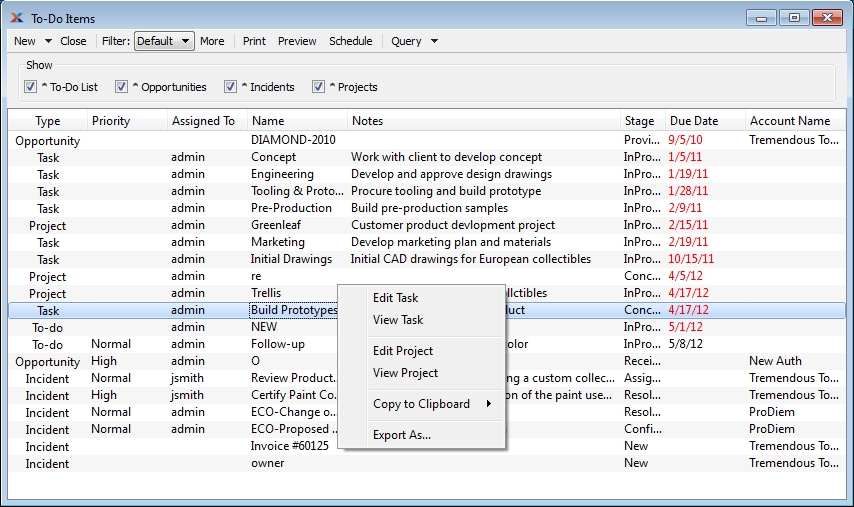 To-Do Items
New Close Filter: Default More Print Preview Schedule Query
Show
^ To-Do List ^ Opportunities ^ Incidents ^ Projects
Type Priority Assigned To Name Notes Stage Due Date Account Name
Opportunity DIAMOND-2010 Provi... 9/5/10 Tremendous To...
Task admin Concept Work with client to develop concept InPro... 1/5/11
Task admin Engineering Develop and approve design drawings InPro... 1/19/11
Task admin Tooling & Proto... Procure tooling and build prototype InPro... 1/28/11
Task admin Pre-Production Build pre-production samples InPro... 2/9/11
Project admin Greenleaf Customer product devlopment project InPro... 2/15/11
Task admin Marketing Develop marketing plan and materials InPro... 2/19/11
Task admin Initial Drawings Initial CAD drawings for European collectibles InPro... 10/15/11
Project admin re Conc... 4/5/12
Project admin Trellis InPro... 4/17/12
Task admin Build Prototypes Conc... 4/17/12
To-do admin NEW InPro... 5/1/12
To-do Normal admin Follow-up color InPro... 5/8/12
Opportunity High admin O Recei... New Auth
Incident Normal jsmith Review Product... a custom collec... Assig... Tremendous To...
Incident High jsmith Certify Paint Co... of the paint use... Resol... Tremendous To...
Incident Normal admin ECO-Change o... Resol... ProDiem
Incident Normal admin ECO-Proposed ... Confi... ProDiem
Incident Invoice #60125 New Tremendous To...
Incident owner New Tremendous To...
Edit Task
View Task
Edit Project
View Project
Copy to Clipboard
Export As...